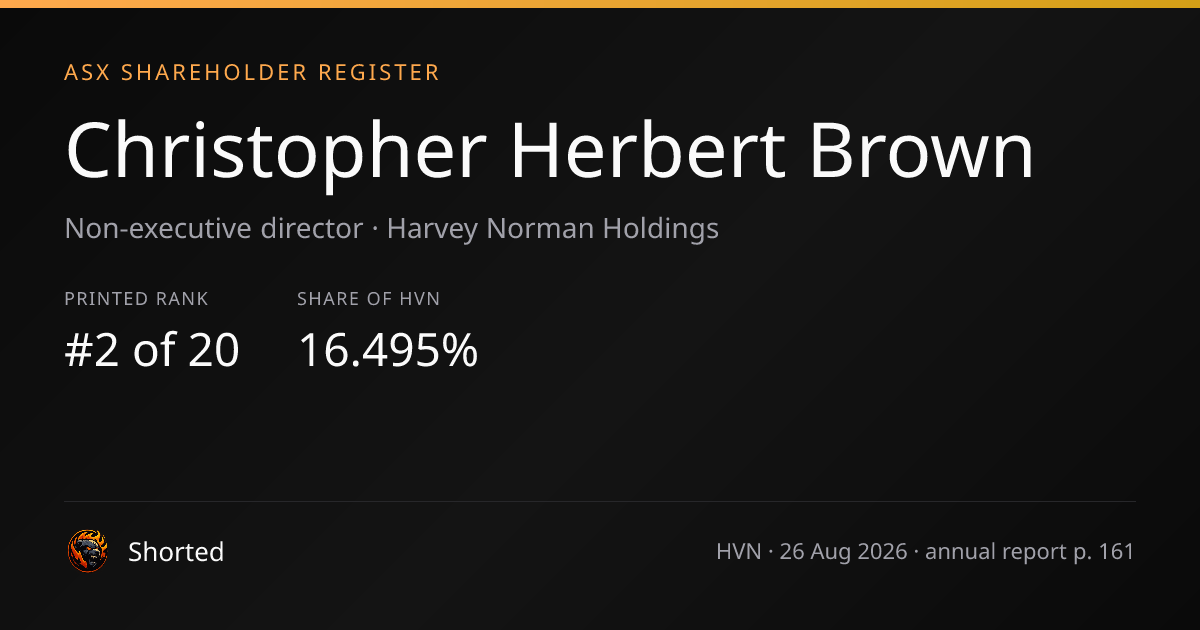 ASX SHAREHOLDER REGISTER
Christopher Herbert Brown
Non-executive director · Harvey Norman Holdings
PRINTED RANK SHARE OF HVN
#2 of 20 16.495%
Shorted HVN · 26 Aug 2026 · annual report p. 161